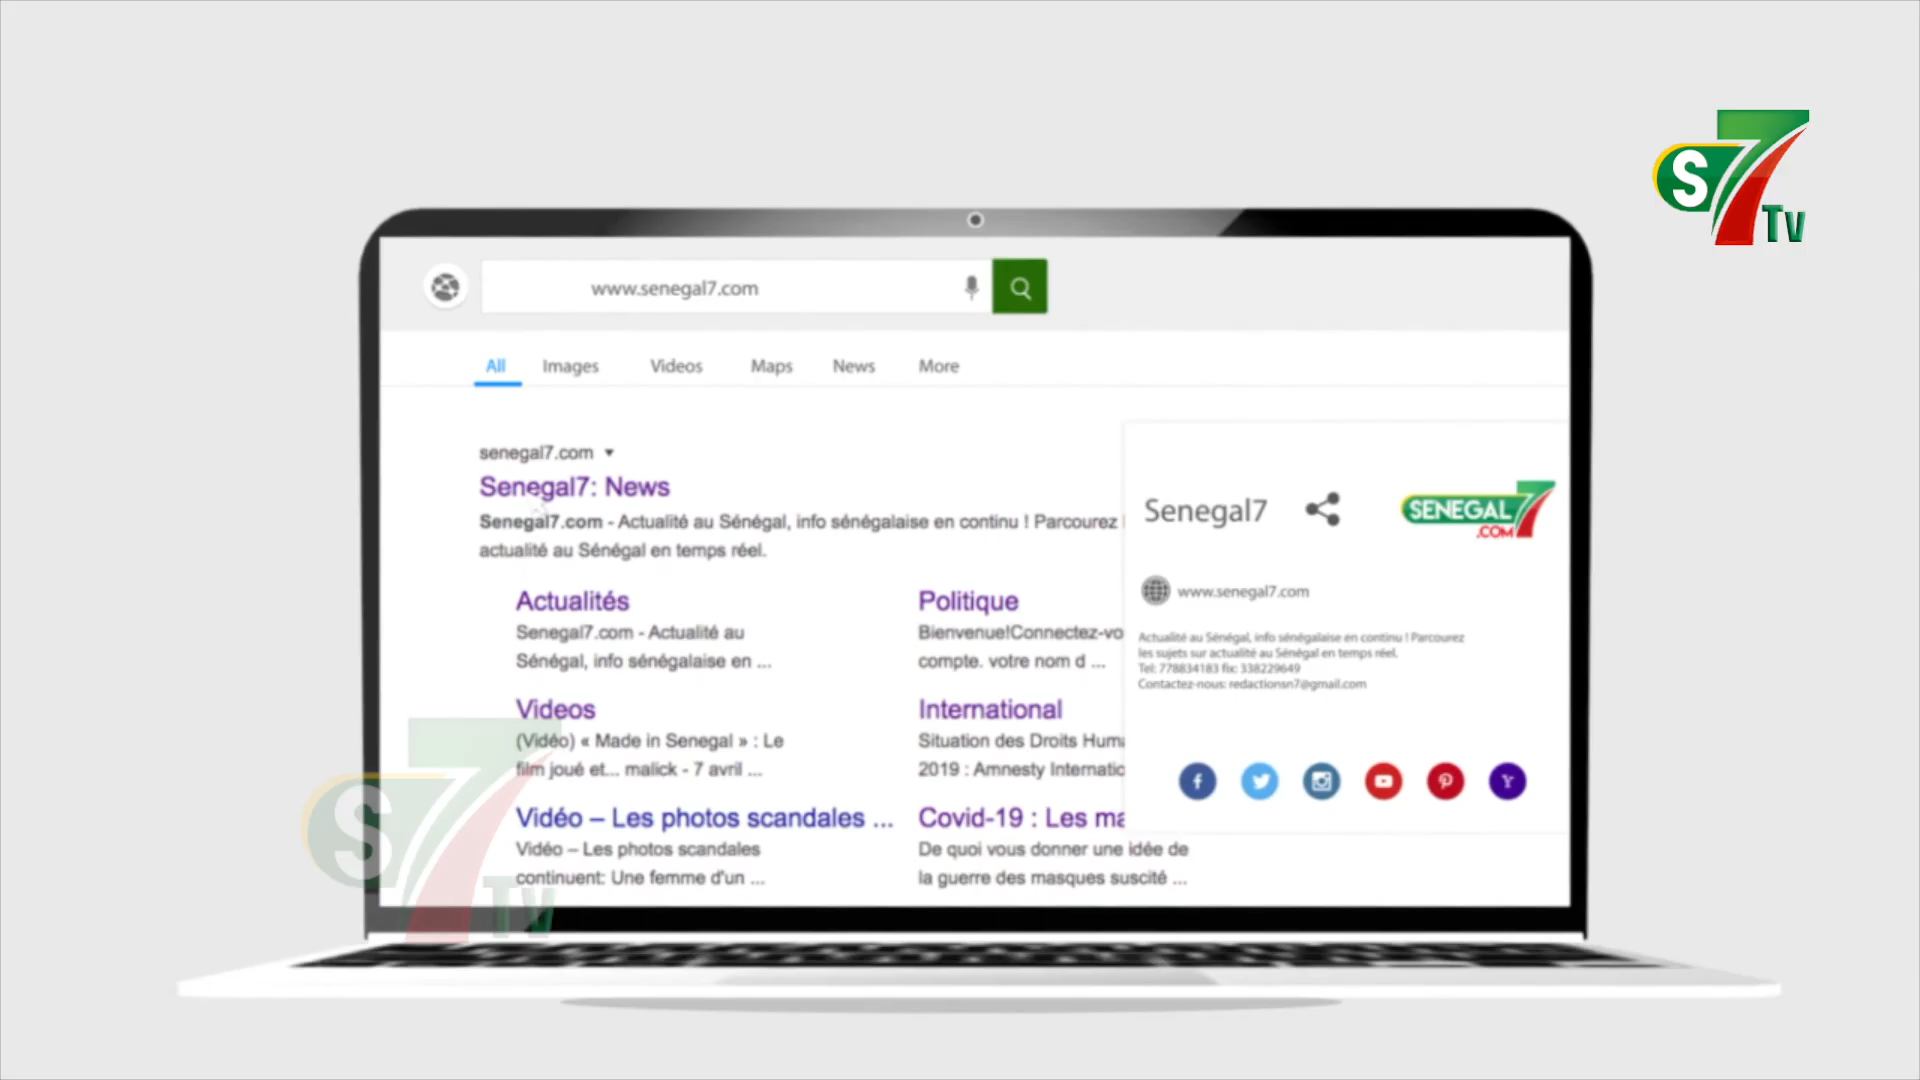 S7
Tv
www.senegal7.com
All Images Videos Maps News More
senegal7.com
Senegal7: News
Senegal7.com - Actualité au Sénégal, info sénégalaise en continu ! Parcourez
actualité au Sénégal en temps réel.
Actualités
Senegal7.com - Actualité au
Sénégal, info sénégalaise en ...
Politique
Bienvenue!Connectez-vo
compte. votre nom d ...
Videos
(Vidéo) « Made in Senegal » : Le
film joué et... malick - 7 avril ...
International
Situation des Droits Huma
2019 : Amnesty Internatio
Vidéo – Les photos scandales ...
Vidéo – Les photos scandales
continuent: Une femme d'un ...
Covid-19 : Les ma
De quoi vous donner une idée de
la guerre des masques suscité ...
Senegal7
SENEGAL7
.COM
www.senegal7.com
Actualité au Sénégal, info sénégalaise en continu ! Parcourez
les sujets sur actualité au Sénégal en temps réel.
Tel: 778834183 fix: 338229649
Contactez-nous: redactionsn7@gmail.com
S7
Tv